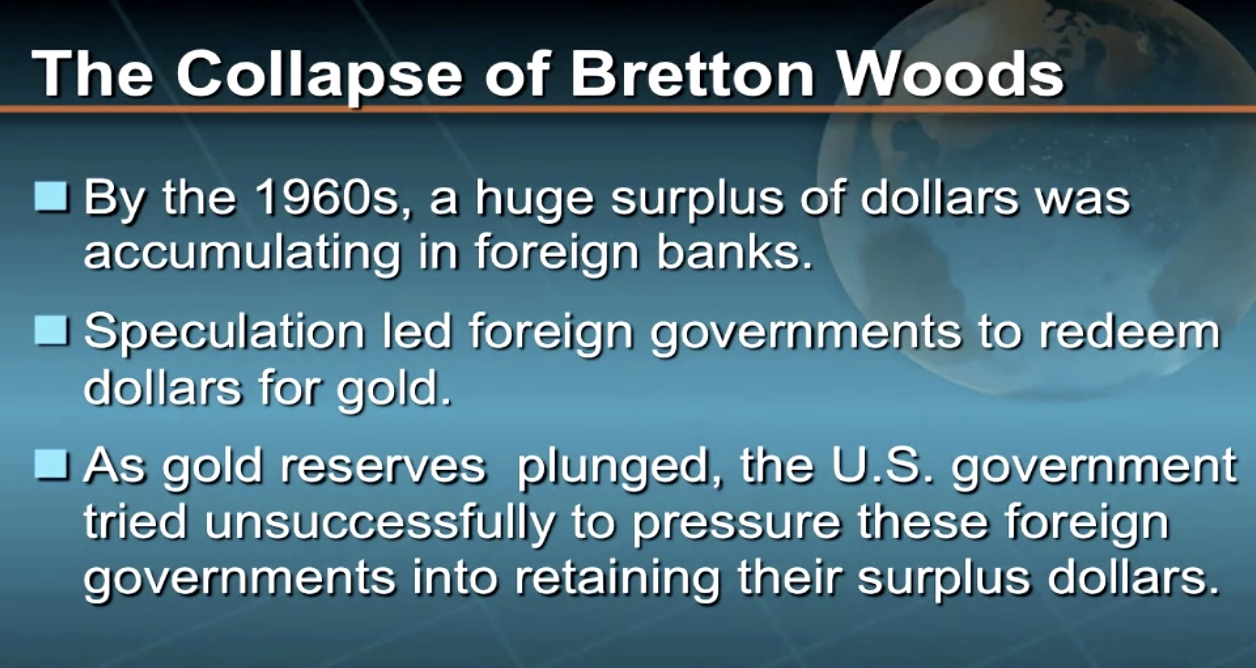 The Collapse of Bretton Woods
By the 1960s, a huge surplus of dollars was
accumulating in foreign banks.
Speculation led foreign governments to redeem
dollars for gold.
As gold reserves  plunged, the U.S. government
tried unsuccessfully to pressure these foreign
governments into retaining their surplus dollars.